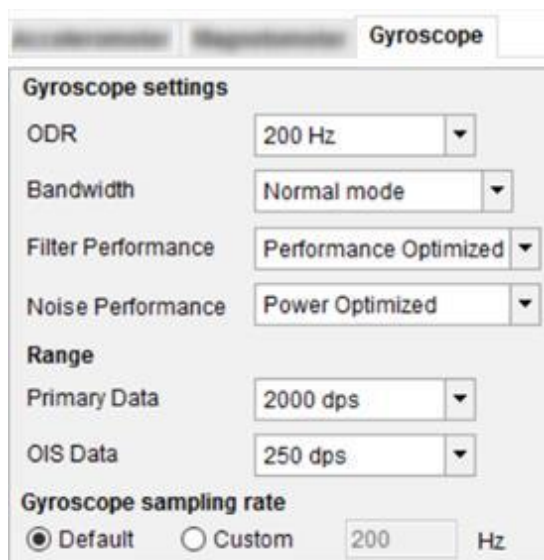 Gyroscope
Gyroscope settings
ODR 200 Hz
Bandwidth Normal mode
Filter Performance Performance Optimized
Noise Performance Power Optimized
Range
Primary Data 2000 dps
OIS Data 250 dps
Gyroscope sampling rate
Default Custom 200 Hz